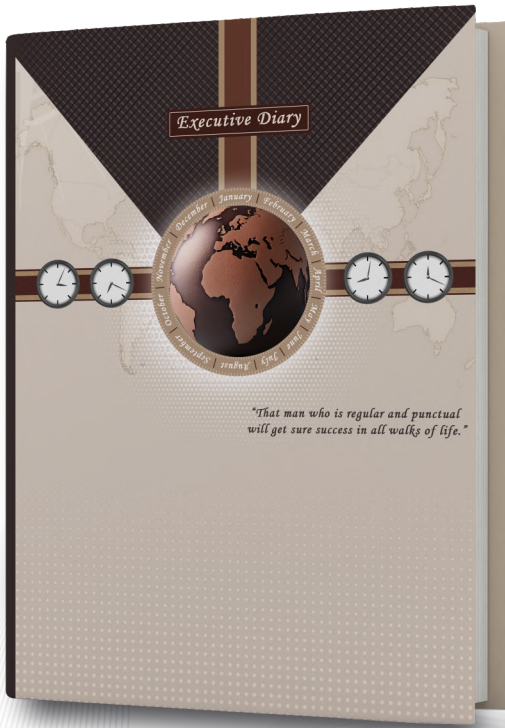 Executive Diary
January
February
March
April
May
June
July
August
September
October
November
December
"That man who is regular and punctual
will get sure success in all walks of life."